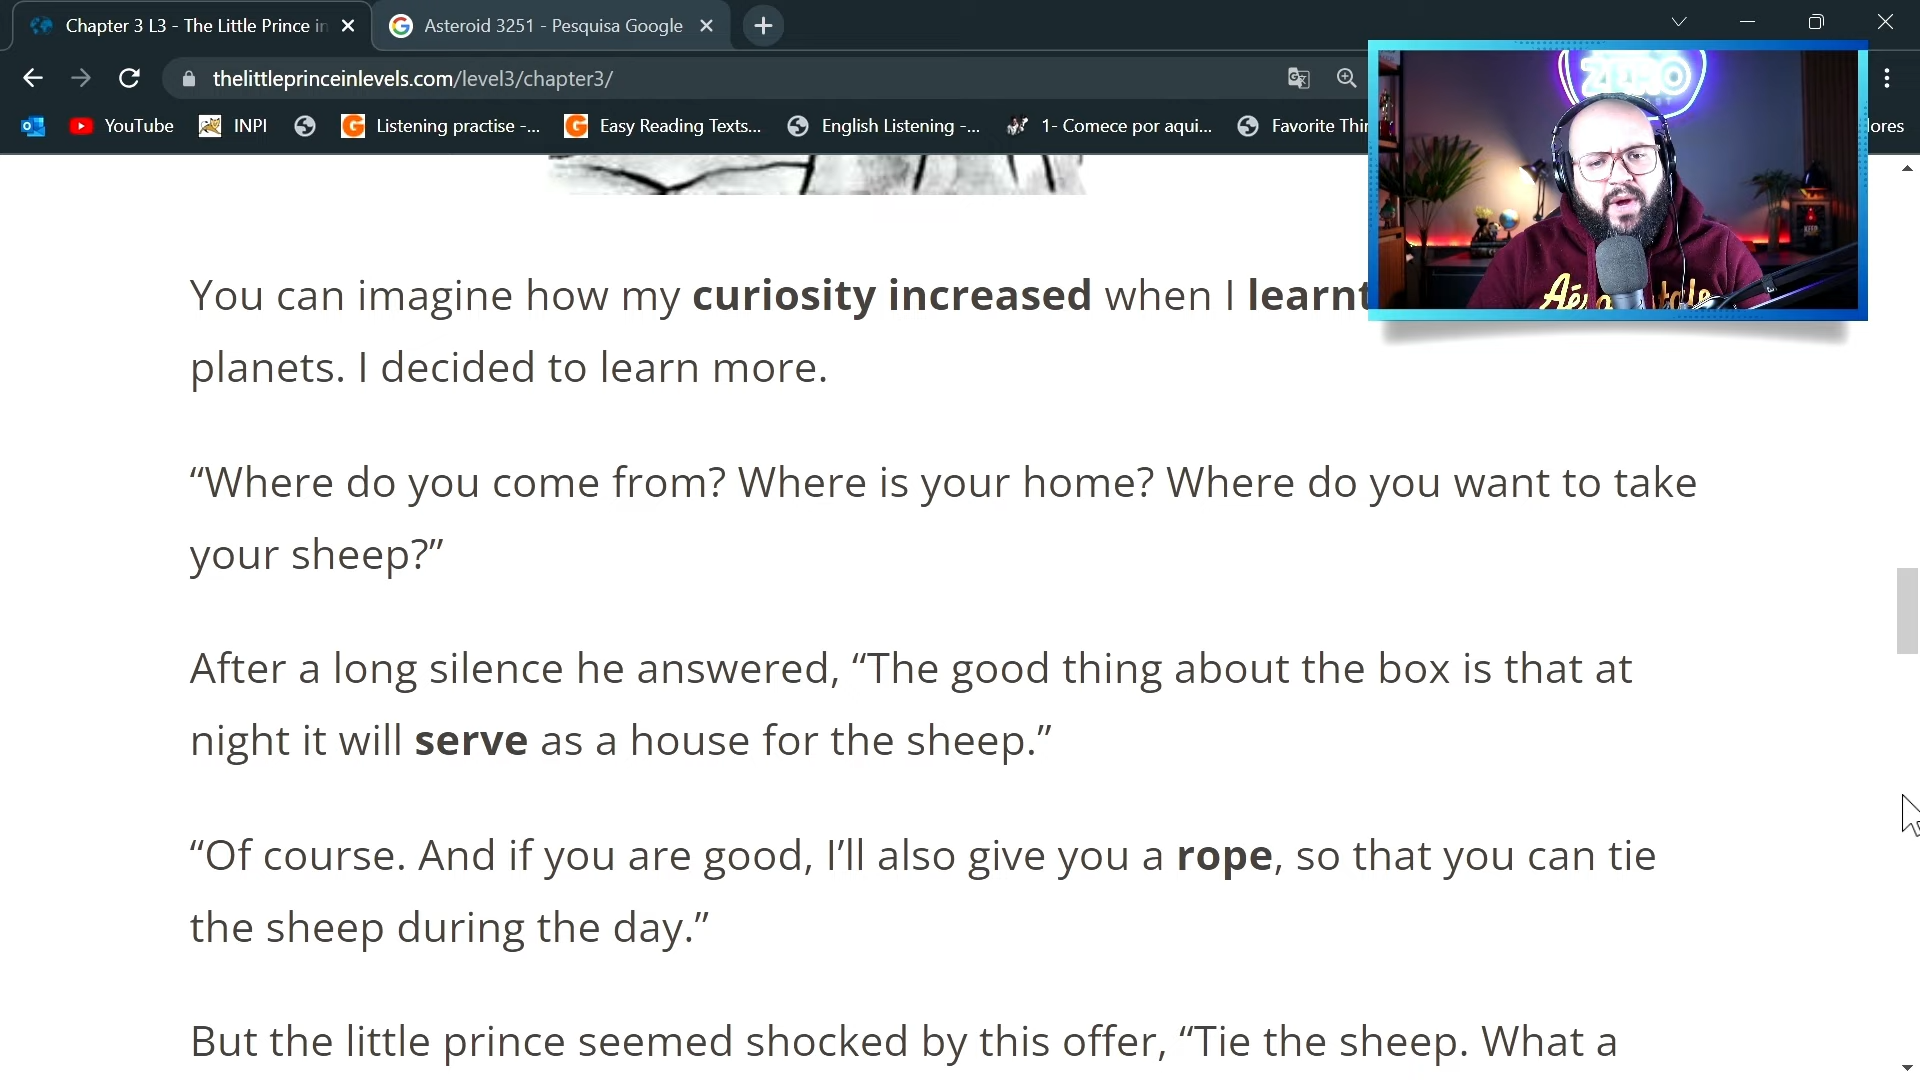 Chapter 3 L3 - The Little Prince in
Asteroid 3251 - Pesquisa Google
thelittleprinceinlevels.com/level3/chapter3/
YouTube
INPI
Listening practise -...
Easy Reading Texts...
English Listening -...
1- Comece por aqui...
Favorite Thin
ores
ZERO
You can imagine how my curiosity increased when I learnt
planets. I decided to learn more.
“Where do you come from? Where is your home? Where do you want to take
your sheep?”
After a long silence he answered, “The good thing about the box is that at
night it will serve as a house for the sheep.”
“Of course. And if you are good, I’ll also give you a rope, so that you can tie
the sheep during the day.”
But the little prince seemed shocked by this offer, “Tie the sheep. What a